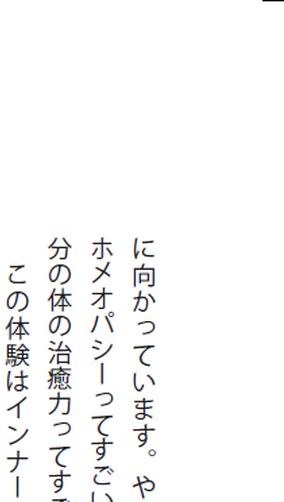 に向かっています。や
ホメオパシーってすごい
分の体の治癒力ってすご
この体験はインナー